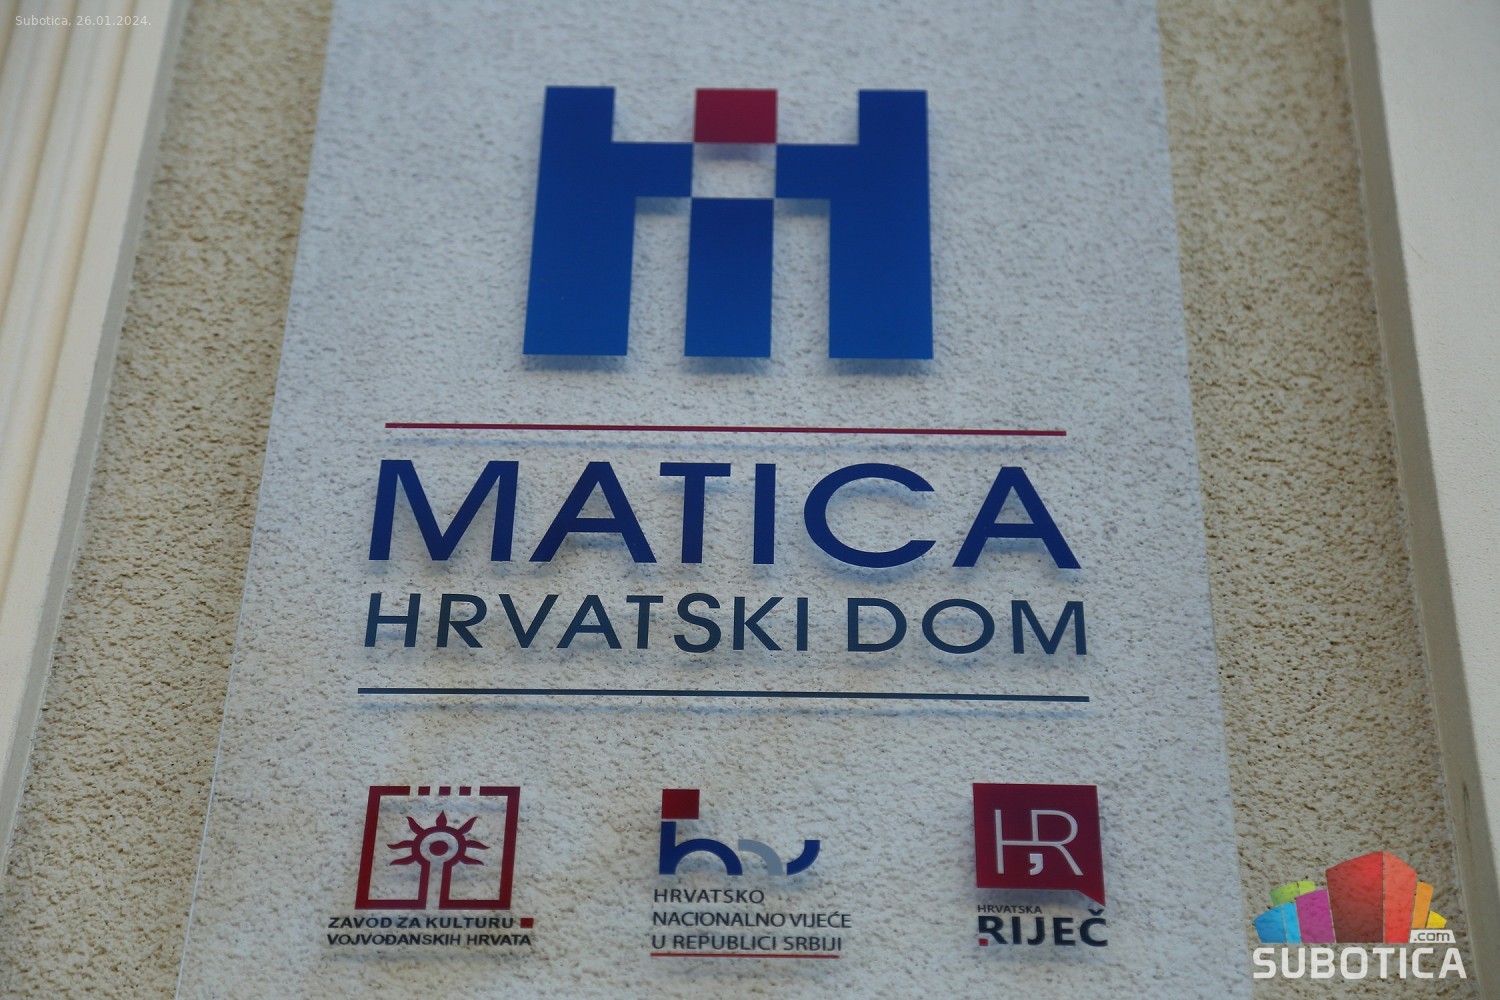 Subotica, 26.01.2024.
MATICA
HRVATSKI DOM
ZAVOD ZA KULTURU
VOJVOĐANSKIH HRVATA
HRVATSKO
NACIONALNO VIJEĆE
U REPUBLICI SRBIJI
HR
HRVATSKA
RIJEČ
.com
SUBOTICA